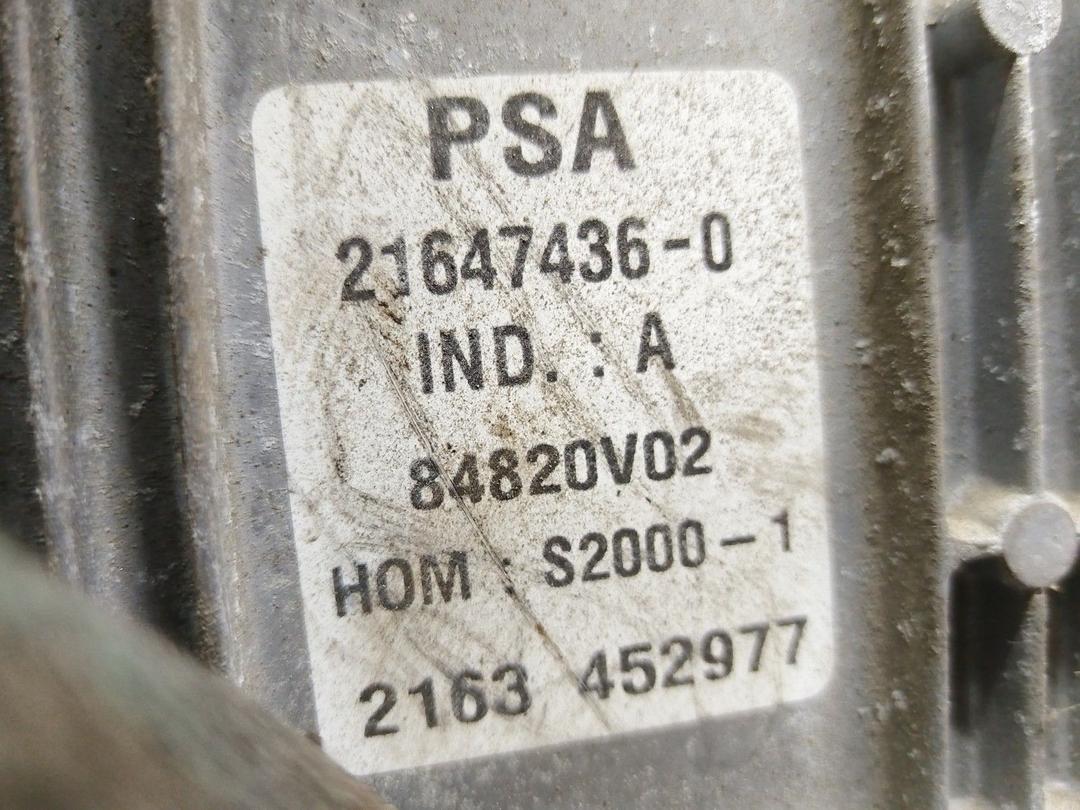 PSA
21647436-0
IND. : A
84820V02
HOM : S2000-1
2163 452977